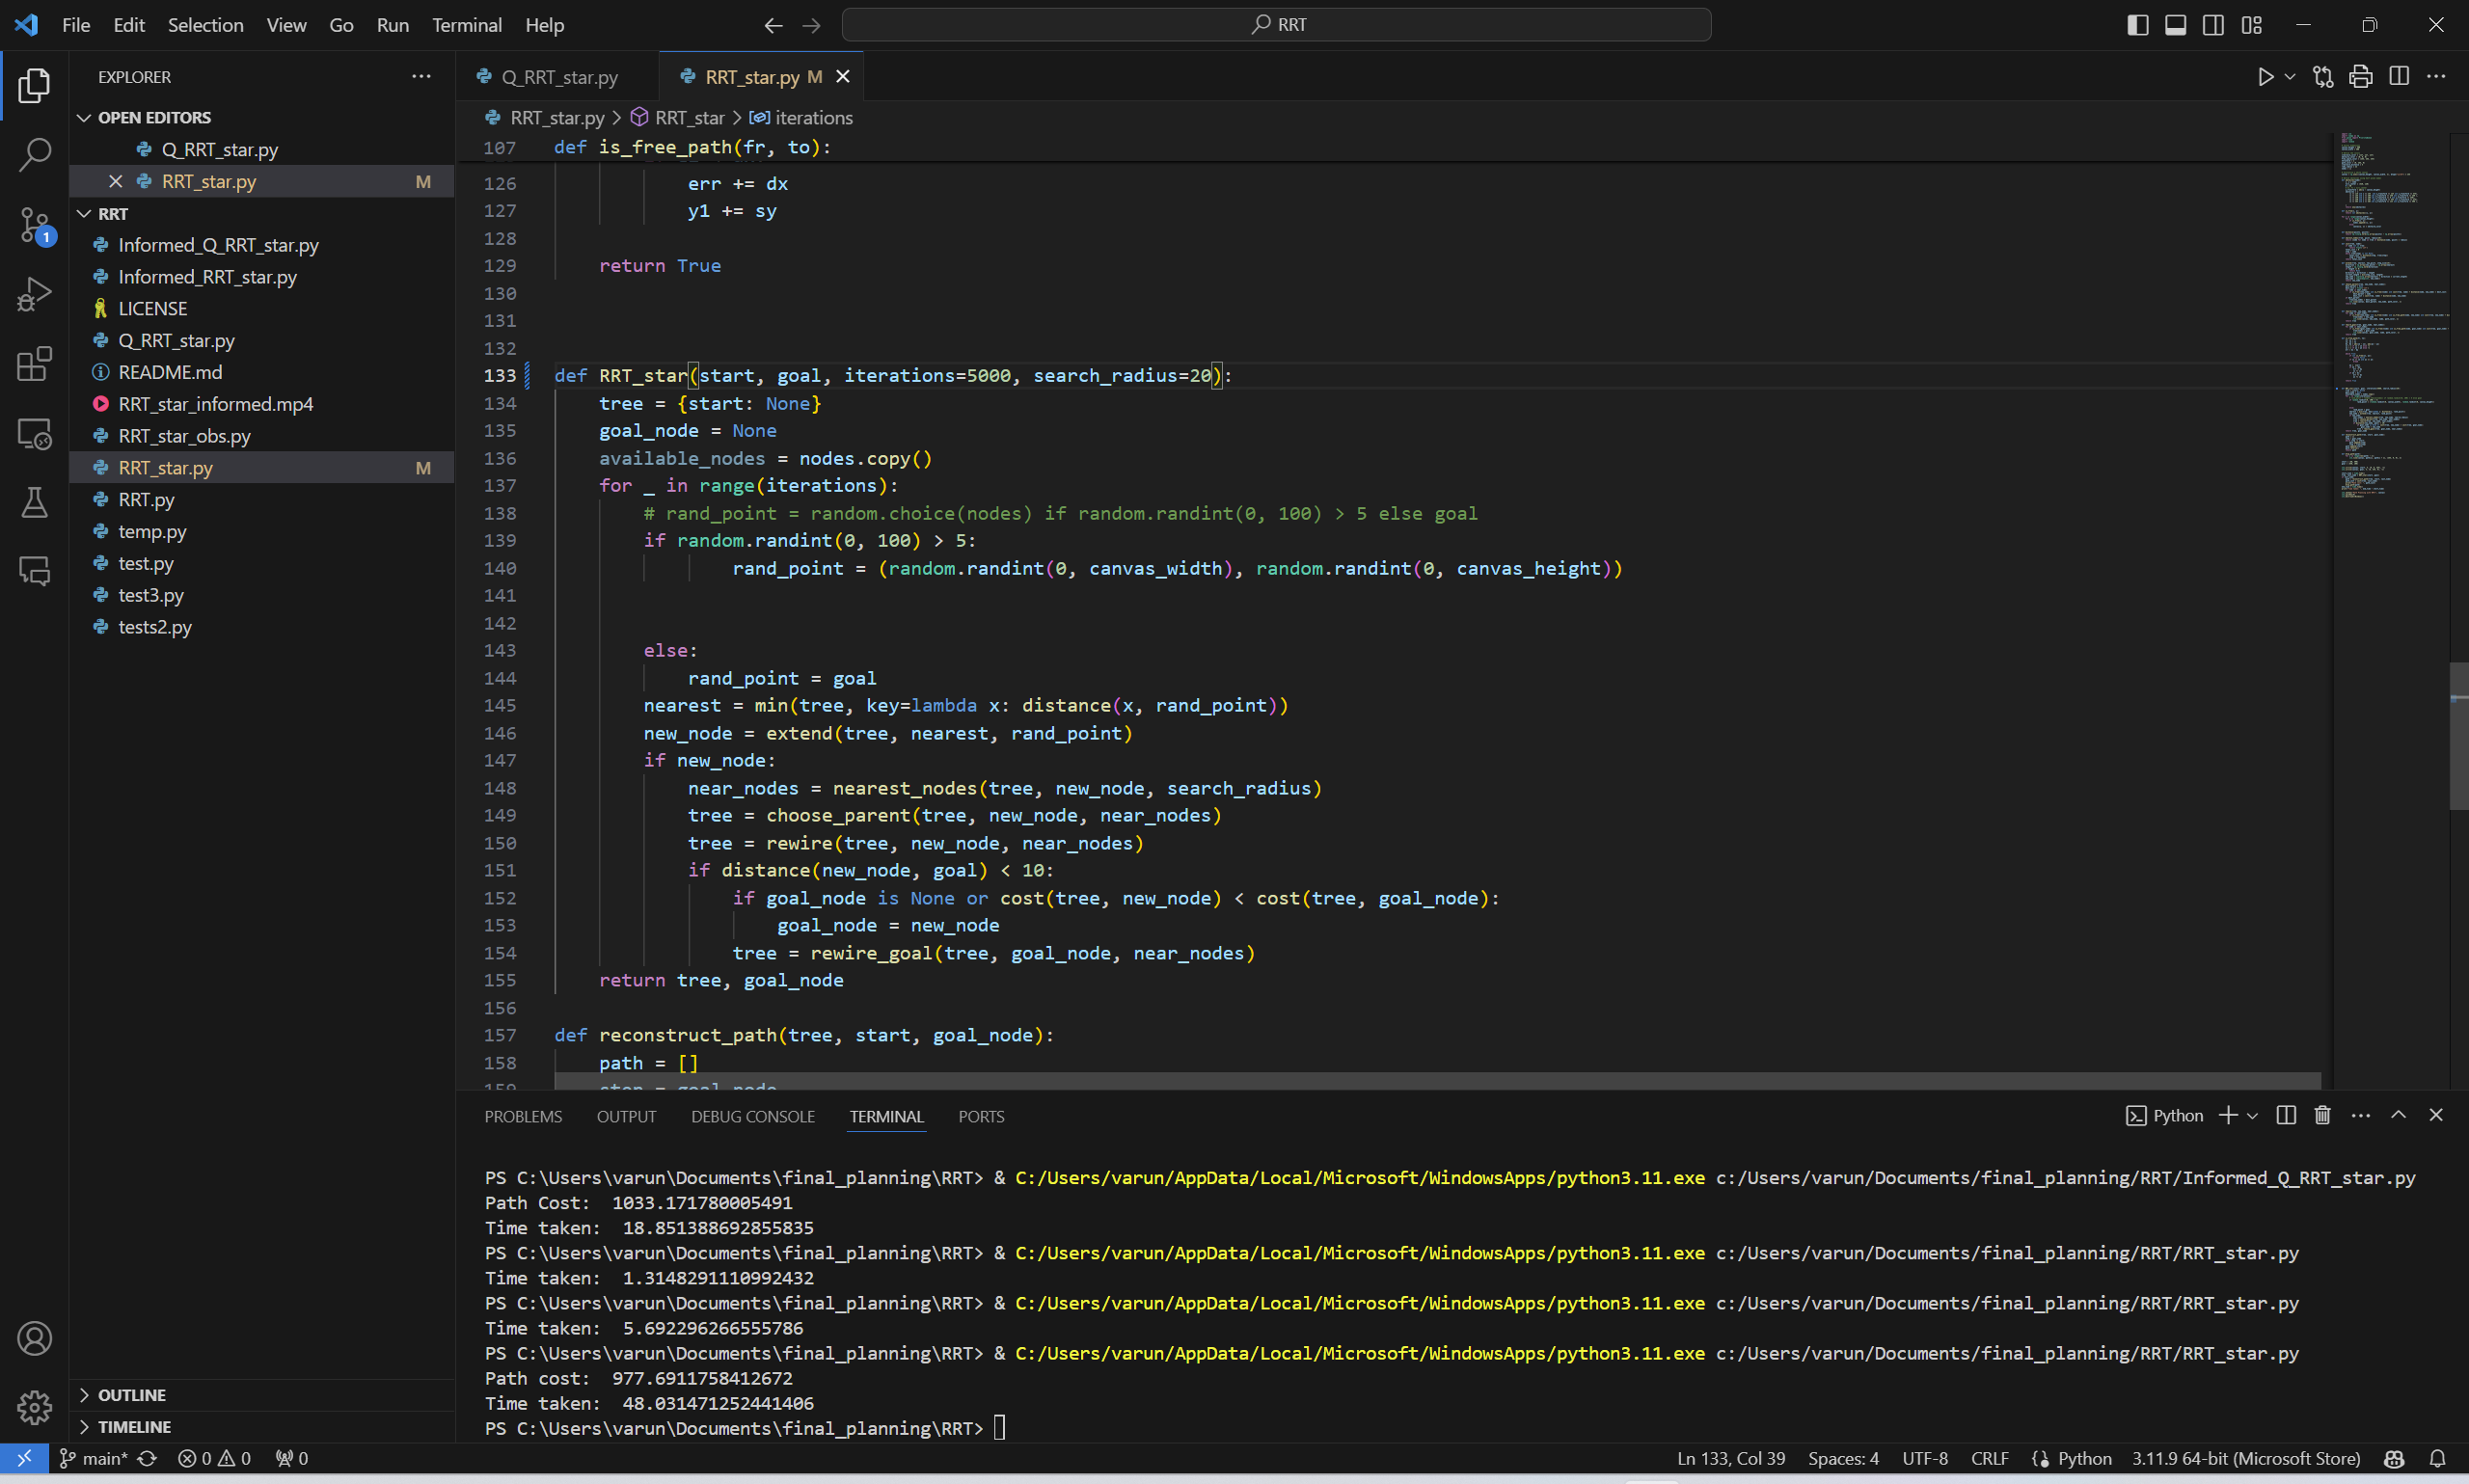 File Edit Selection View Go Run Terminal Help
RRT
EXPLORER
OPEN EDITORS
Q_RRT_star.py
RRT_star.py M
RRT
Informed_Q_RRT_star.py
Informed_RRT_star.py
LICENSE
Q_RRT_star.py
README.md
RRT_star_informed.mp4
RRT_star_obs.py
RRT_star.py M
RRT.py
temp.py
test.py
test3.py
tests2.py
OUTLINE
TIMELINE
1
Q_RRT_star.py RRT_star.py M
RRT_star.py > RRT_star > iterations
107 def is_free_path(fr, to):
126 err += dx
127 y1 += sy
128
129 return True
130
131
132
133 def RRT_star(start, goal, iterations=5000, search_radius=20):
134 tree = {start: None}
135 goal_node = None
136 available_nodes = nodes.copy()
137 for _ in range(iterations):
138 # rand_point = random.choice(nodes) if random.randint(0, 100) > 5 else goal
139 if random.randint(0, 100) > 5:
140 rand_point = (random.randint(0, canvas_width), random.randint(0, canvas_height))
141
142
143 else:
144 rand_point = goal
145 nearest = min(tree, key=lambda x: distance(x, rand_point))
146 new_node = extend(tree, nearest, rand_point)
147 if new_node:
148 near_nodes = nearest_nodes(tree, new_node, search_radius)
149 tree = choose_parent(tree, new_node, near_nodes)
150 tree = rewire(tree, new_node, near_nodes)
151 if distance(new_node, goal) < 10:
152 if goal_node is None or cost(tree, new_node) < cost(tree, goal_node):
153 goal_node = new_node
154 tree = rewire_goal(tree, goal_node, near_nodes)
155 return tree, goal_node
156
157 def reconstruct_path(tree, start, goal_node):
158 path = []
PROBLEMS OUTPUT DEBUG CONSOLE TERMINAL PORTS
Python
PS C:\Users\varun\Documents\final_planning\RRT> & C:/Users/varun/AppData/Local/Microsoft/WindowsApps/python3.11.exe c:/Users/varun/Documents/final_planning/RRT/Informed_Q_RRT_star.py
Path Cost:  1033.171780005491
Time taken:  18.851388692855835
PS C:\Users\varun\Documents\final_planning\RRT> & C:/Users/varun/AppData/Local/Microsoft/WindowsApps/python3.11.exe c:/Users/varun/Documents/final_planning/RRT/RRT_star.py
Time taken:  1.3148291110992432
PS C:\Users\varun\Documents\final_planning\RRT> & C:/Users/varun/AppData/Local/Microsoft/WindowsApps/python3.11.exe c:/Users/varun/Documents/final_planning/RRT/RRT_star.py
Time taken:  5.692296266555786
PS C:\Users\varun\Documents\final_planning\RRT> & C:/Users/varun/AppData/Local/Microsoft/WindowsApps/python3.11.exe c:/Users/varun/Documents/final_planning/RRT/RRT_star.py
Path cost:  977.6911758412672
Time taken:  48.031471252441406
PS C:\Users\varun\Documents\final_planning\RRT>
main* 0 0 0 Ln 133, Col 39 Spaces: 4 UTF-8 CRLF Python 3.11.9 64-bit (Microsoft Store)